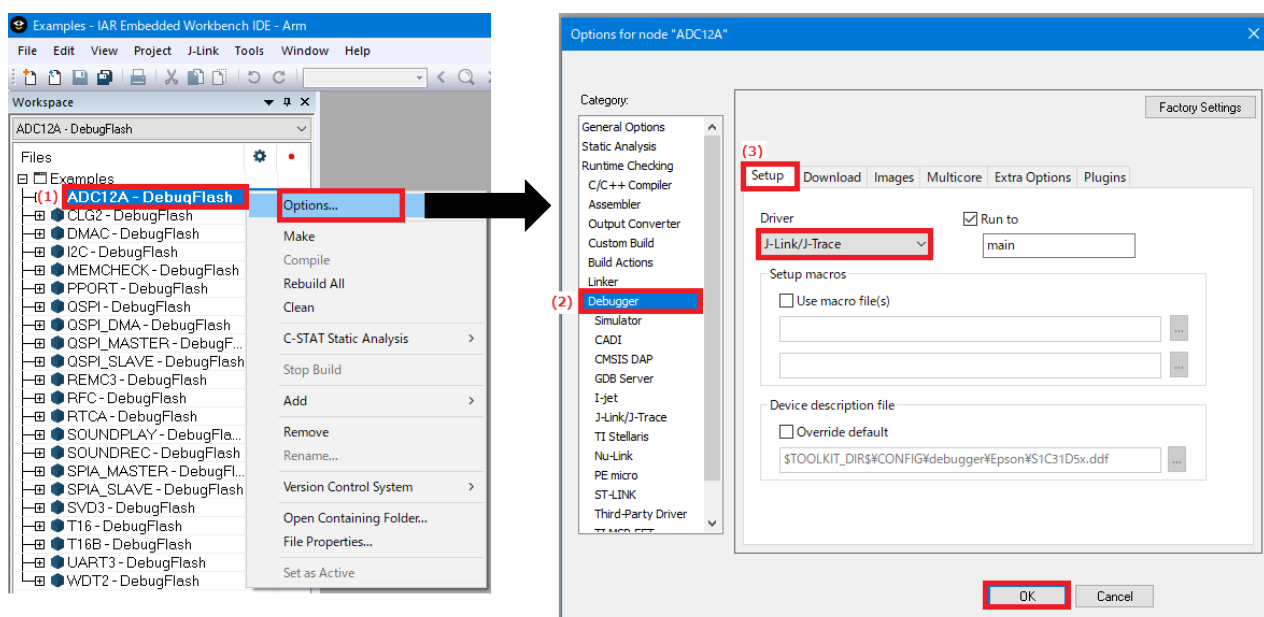 Examples - IAR Embedded Workbench IDE - Arm
File Edit View Project J-Link Tools Window Help
Workspace
ADC12A - DebugFlash
Files
Examples
(1) ADC12A - DebugFlash
CLG2 - DebugFlash
DMAC - DebugFlash
I2C - DebugFlash
MEMCHECK - DebugFlash
PPORT - DebugFlash
QSPI - DebugFlash
QSPI_DMA - DebugFlash
QSPI_MASTER - DebugF...
QSPI_SLAVE - DebugFlash
REMC3 - DebugFlash
RFC - DebugFlash
RTCA - DebugFlash
SOUNDPLAY - DebugFla...
SOUNDREC - DebugFlash
SPIA_MASTER - DebugFl...
SPIA_SLAVE - DebugFlash
SVD3 - DebugFlash
T16 - DebugFlash
T16B - DebugFlash
UART3 - DebugFlash
WDT2 - DebugFlash
Options...
Make
Compile
Rebuild All
Clean
C-STAT Static Analysis
Stop Build
Add
Remove
Rename...
Version Control System
Open Containing Folder...
File Properties...
Set as Active
Options for node "ADC12A"
Category:
General Options
Static Analysis
Runtime Checking
C/C++ Compiler
Assembler
Output Converter
Custom Build
Build Actions
Linker
(2) Debugger
Simulator
CADI
CMSIS DAP
GDB Server
I-jet
J-Link/J-Trace
TI Stellaris
Nu-Link
PE micro
ST-LINK
Third-Party Driver
TI MSP-FET
Factory Settings
(3)
Setup Download Images Multicore Extra Options Plugins
Driver
J-Link/J-Trace
Run to
main
Setup macros
Use macro file(s)
...
...
Device description file
Override default
$TOOLKIT_DIR$¥CONFIG¥debugger¥Epson¥S1C31D5x.ddf
...
OK Cancel